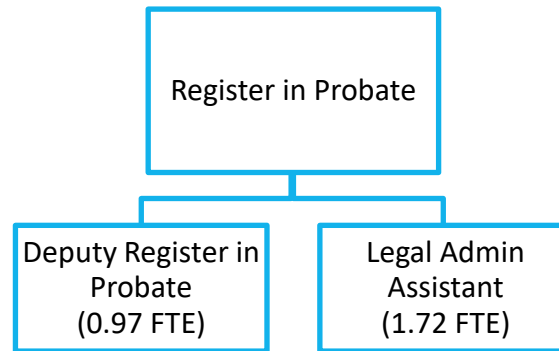 Register in Probate
Deputy Register in
Probate
(0.97 FTE)
Legal Admin
Assistant
(1.72 FTE)